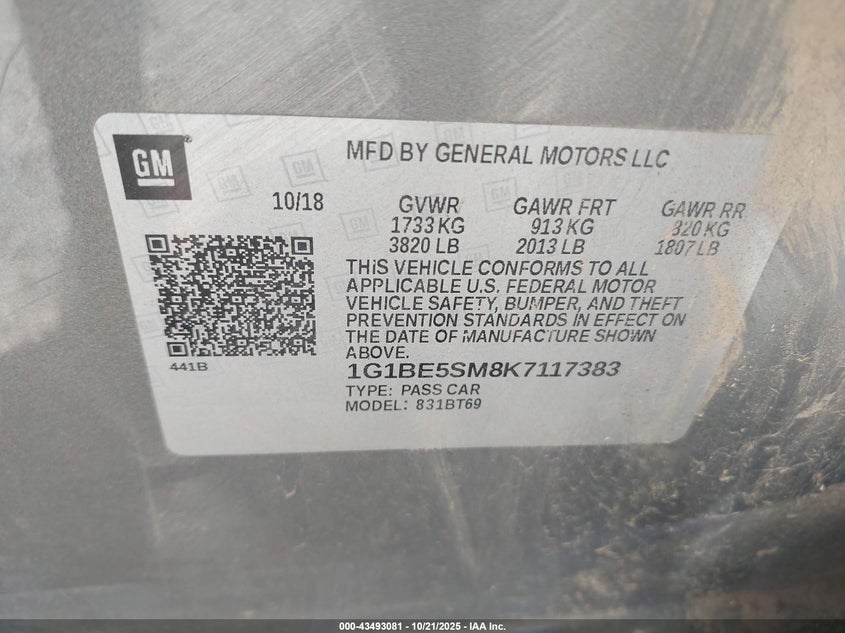 GM
MFD BY GENERAL MOTORS LLC
10/18 GVWR GAWR FRT GAWR RR
1733 KG 913 KG 820 KG
3820 LB 2013 LB 1807 LB
THIS VEHICLE CONFORMS TO ALL
APPLICABLE U.S. FEDERAL MOTOR
VEHICLE SAFETY, BUMPER, AND THEFT
PREVENTION STANDARDS IN EFFECT ON
THE DATE OF MANUFACTURE SHOWN
ABOVE.
441B
1G1BE5SM8K7117383
TYPE: PASS CAR
MODEL: 831BT69
000-43493081 - 10/21/2025 - IAA Inc.